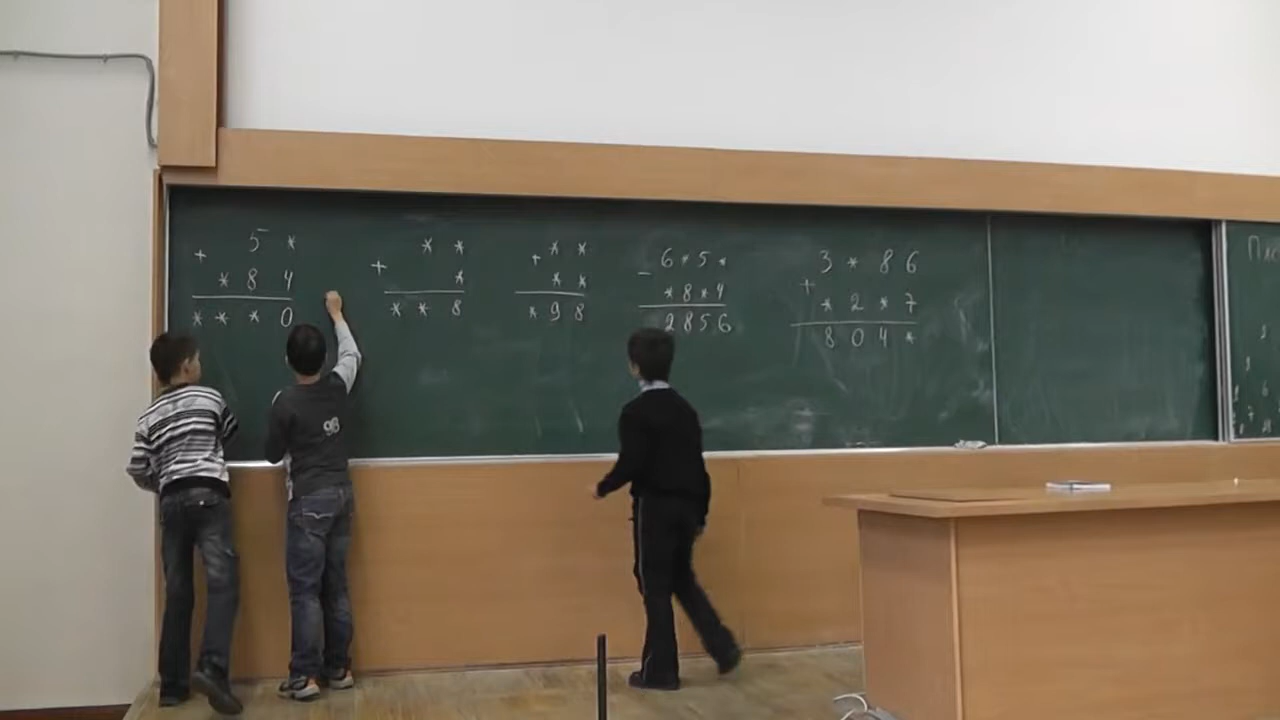 5 *
+
* 8 4
* * * 0
* *
+
*
* * 8
* *
+
* *
* 9 8
6 * 5 *
−
* 8 * 4
2 8 5 6
3 * 8 6
+
* 2 * 7
8 0 4 *
98